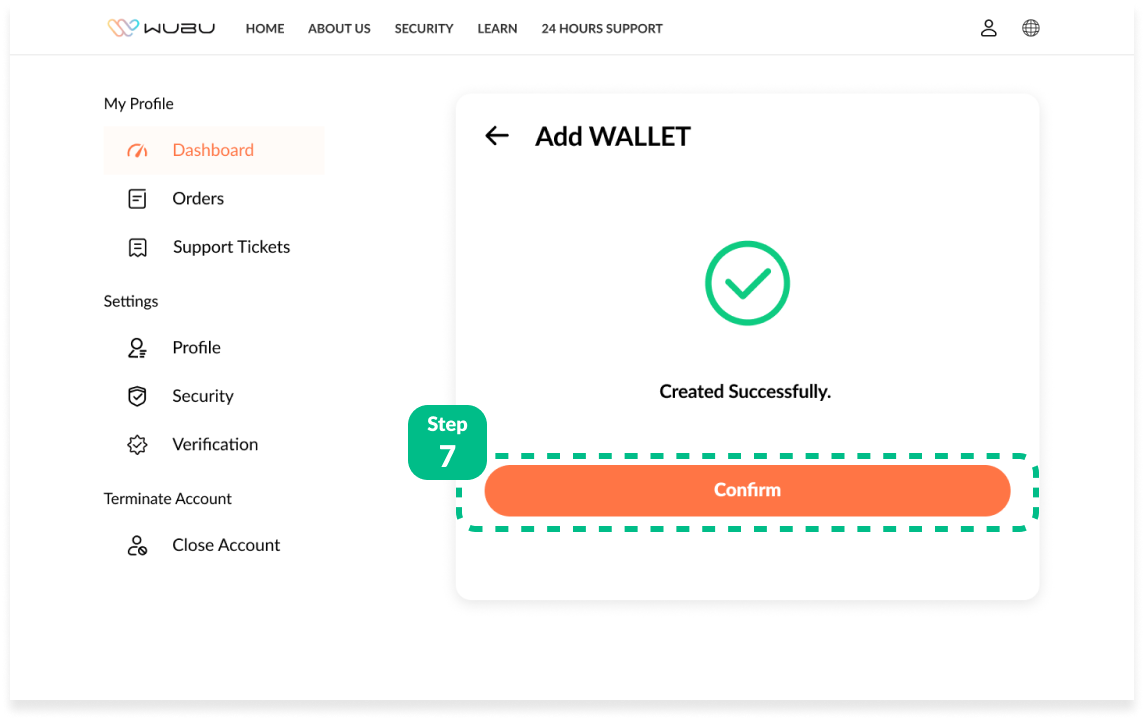 WUBU HOME ABOUT US SECURITY LEARN 24 HOURS SUPPORT
My Profile
Dashboard
Orders
Support Tickets
Settings
Profile
Security
Verification
Terminate Account
Close Account
Add WALLET
Created Successfully.
Step
7
Confirm